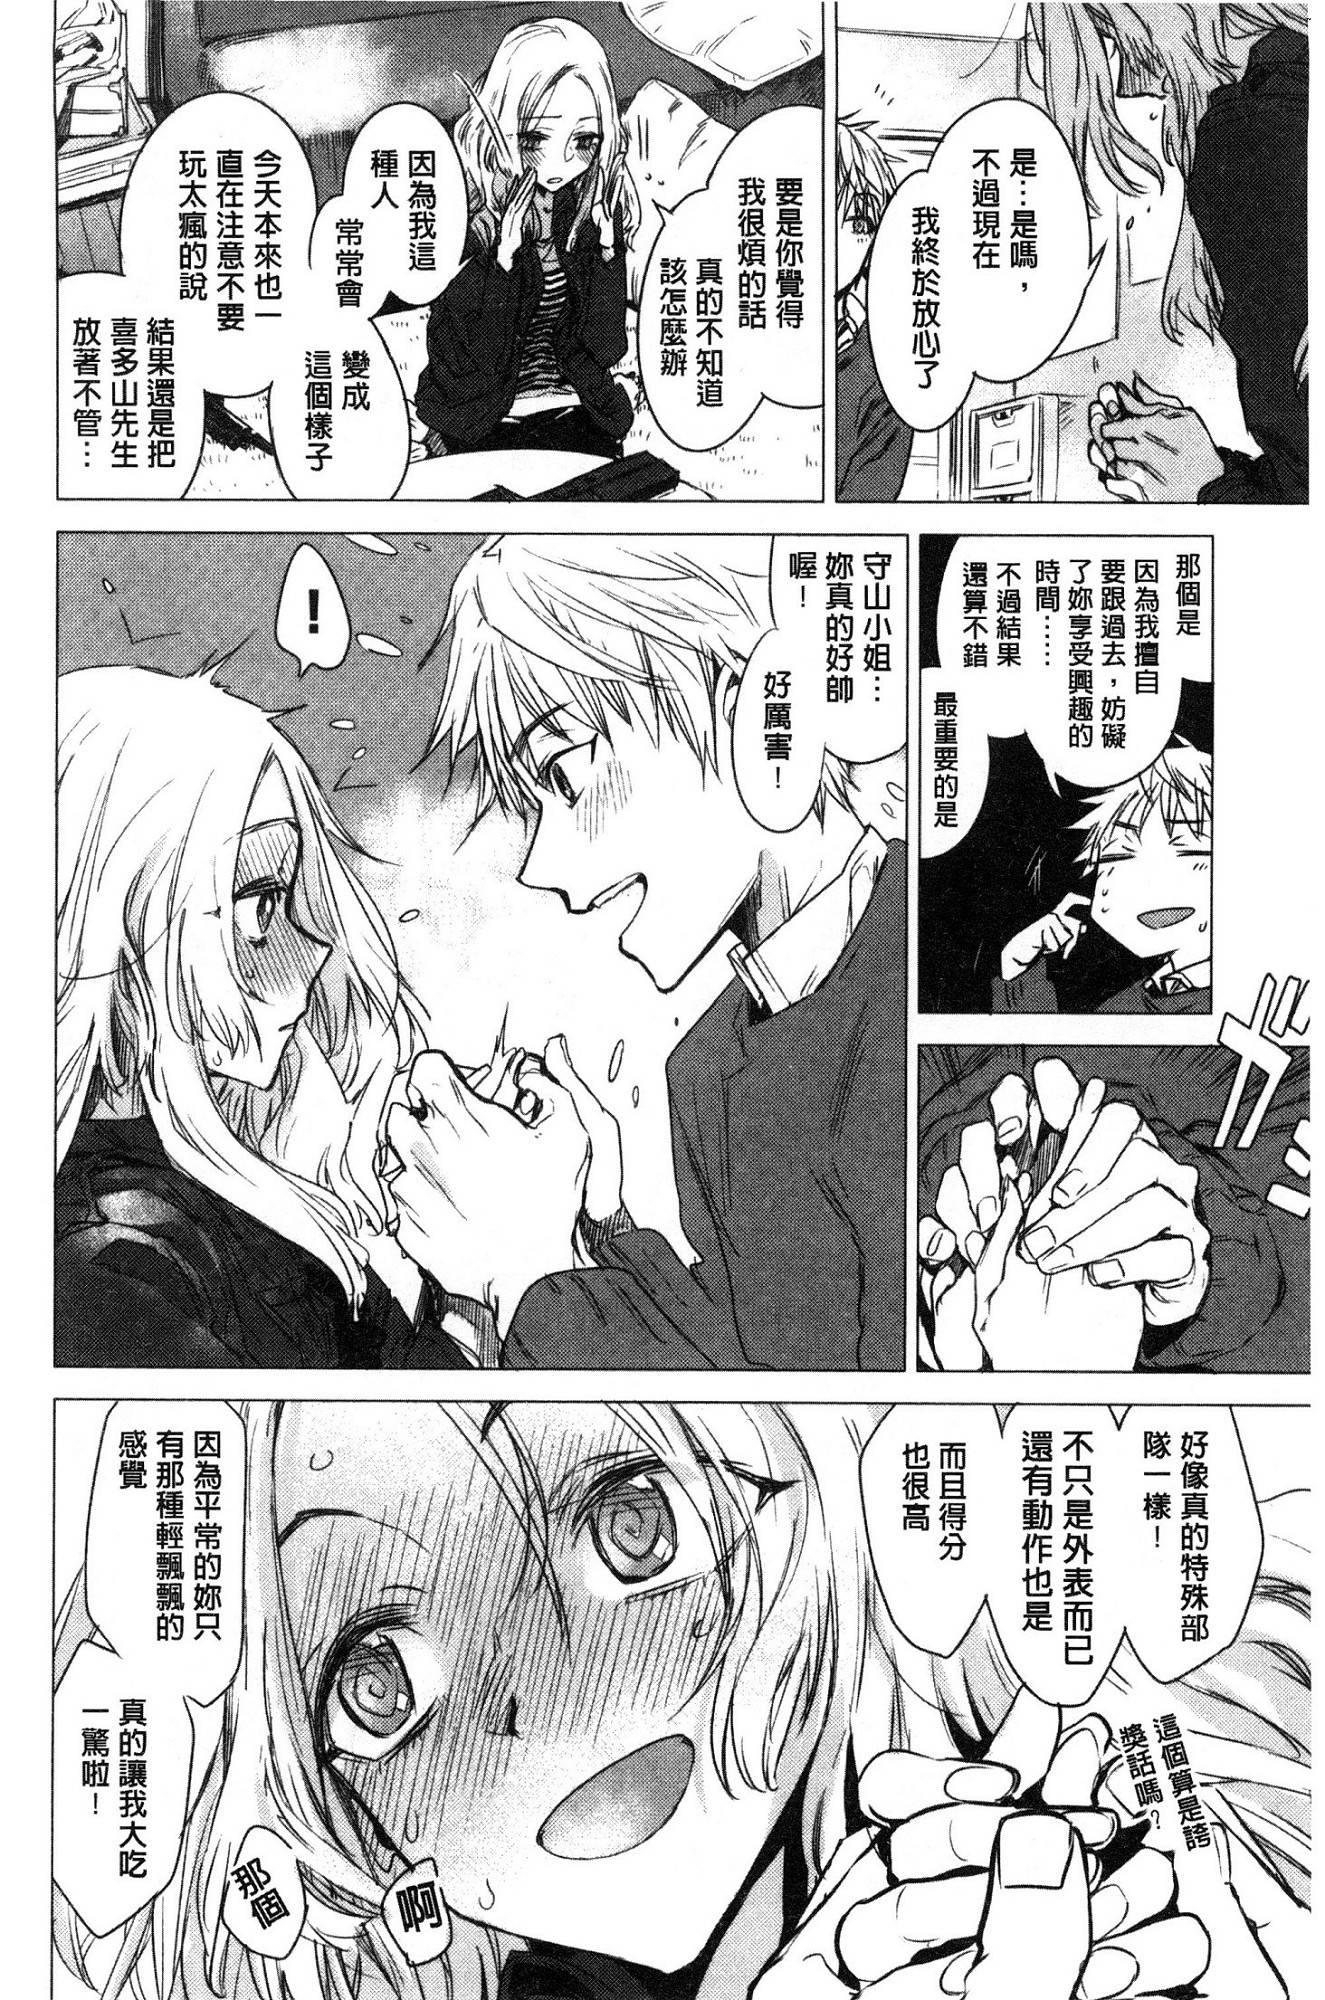 是…是嗎，
不過現在
我終於放心了
要是你覺得
我很煩的話
真的不知道
該怎麼辦
因為我這
種人
常常會
變成
這個樣子
今天本來也一
直在注意不要
玩太瘋的說
結果還是把
喜多山先生
放著不管…
那個是
因為我擅自
要跟過去，妨礙
了妳享受興趣的
時間……
不過結果
還算不錯
最重要的是
ギシ
守山小姐…
妳真的好帥
喔！
好厲害！
！
好像真的特殊部
隊一樣！
不只是外表而已
還有動作也是
而且得分
也很高
這個算是誇
獎話嗎？
因為平常的妳只
有那種輕飄飄的
感覺
真的讓我大吃
一驚啦！
啊
那個